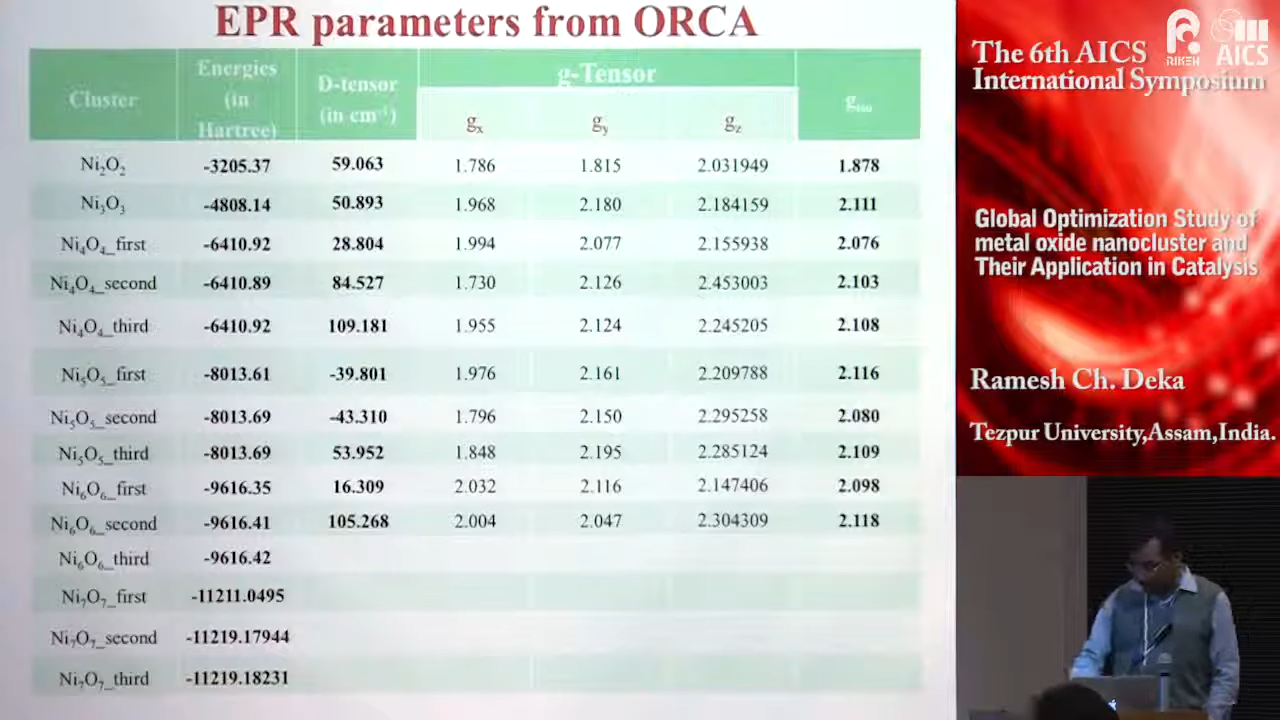 EPR parameters from ORCA
Cluster
Energies
(in
Hartree)
D-tensor
(in cm⁻¹)
g-Tensor
gₓ
gᵧ
g_z
g_iso
Ni₂O₂ -3205.37 59.063 1.786 1.815 2.031949 1.878
Ni₃O₃ -4808.14 50.893 1.968 2.180 2.184159 2.111
Ni₄O₄_first -6410.92 28.804 1.994 2.077 2.155938 2.076
Ni₄O₄_second -6410.89 84.527 1.730 2.126 2.453003 2.103
Ni₄O₄_third -6410.92 109.181 1.955 2.124 2.245205 2.108
Ni₅O₅_first -8013.61 -39.801 1.976 2.161 2.209788 2.116
Ni₅O₅_second -8013.69 -43.310 1.796 2.150 2.295258 2.080
Ni₅O₅_third -8013.69 53.952 1.848 2.195 2.285124 2.109
Ni₆O₆_first -9616.35 16.309 2.032 2.116 2.147406 2.098
Ni₆O₆_second -9616.41 105.268 2.004 2.047 2.304309 2.118
Ni₆O₆_third -9616.42
Ni₇O₇_first -11211.0495
Ni₇O₇_second -11219.17944
Ni₇O₇_third -11219.18231
RIKEN
AICS
The 6th AICS
International Symposium
Global Optimization Study of
metal oxide nanocluster and
Their Application in Catalysis
Ramesh Ch. Deka
Tezpur University,Assam,India.